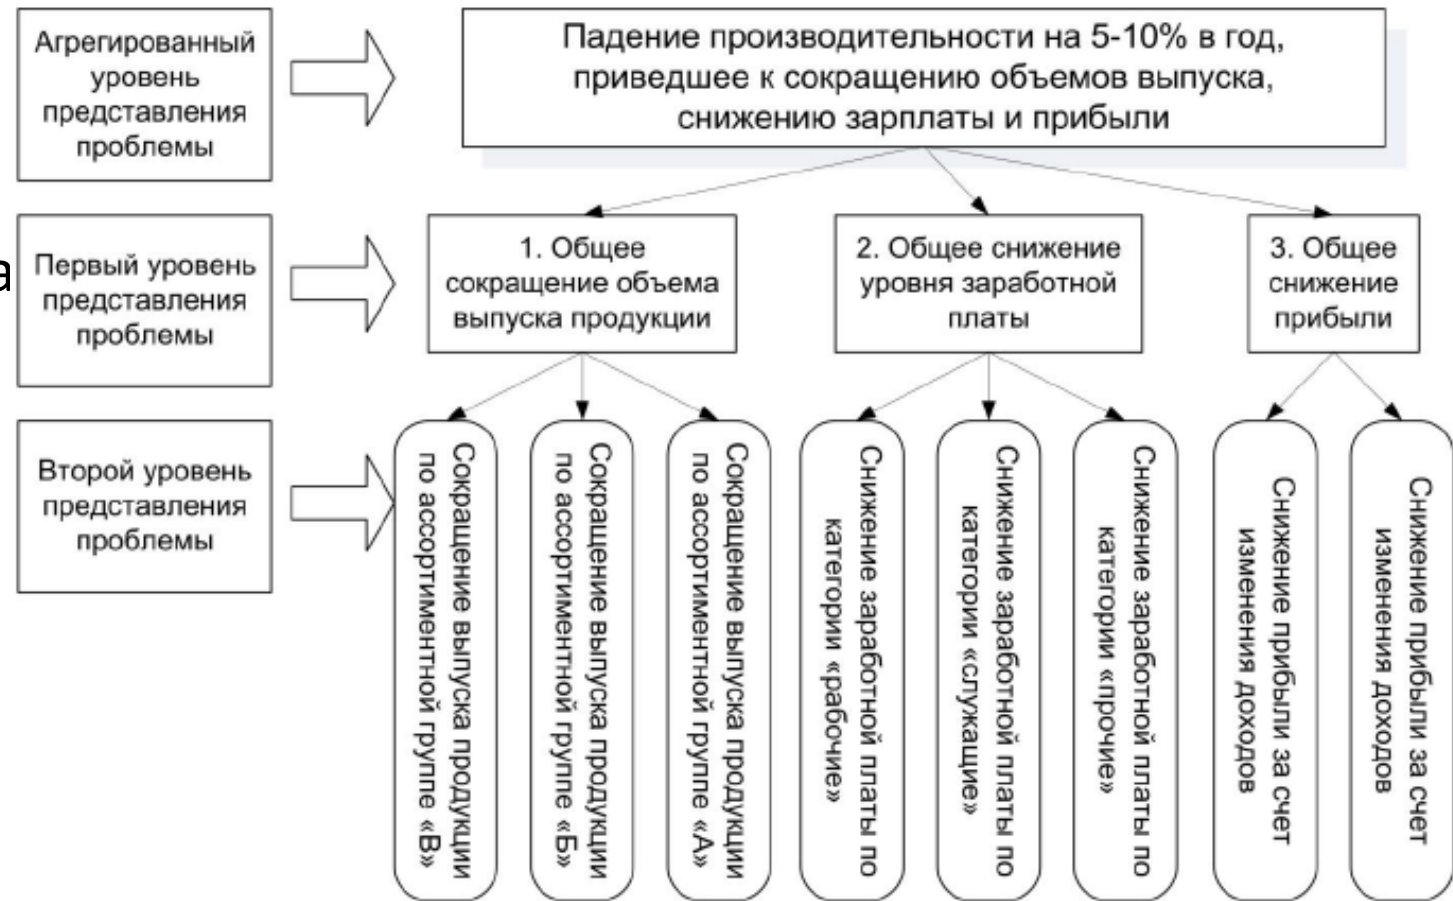 Агрегированный
уровень
представления
проблемы
Падение производительности на 5-10% в год,
приведшее к сокращению объемов выпуска,
снижению зарплаты и прибыли
а
Первый уровень
представления
проблемы
1. Общее
сокращение объема
выпуска продукции
2. Общее снижение
уровня заработной
платы
3. Общее
снижение
прибыли
Второй уровень
представления
проблемы
Сокращение выпуска продукции
по ассортиментной группе «В»
Сокращение выпуска продукции
по ассортиментной группе «Б»
Сокращение выпуска продукции
по ассортиментной группе «А»
Снижение заработной платы по
категории «рабочие»
Снижение заработной платы по
категории «служащие»
Снижение заработной платы по
категории «прочие»
Снижение прибыли за счет
изменения доходов
Снижение прибыли за счет
изменения доходов